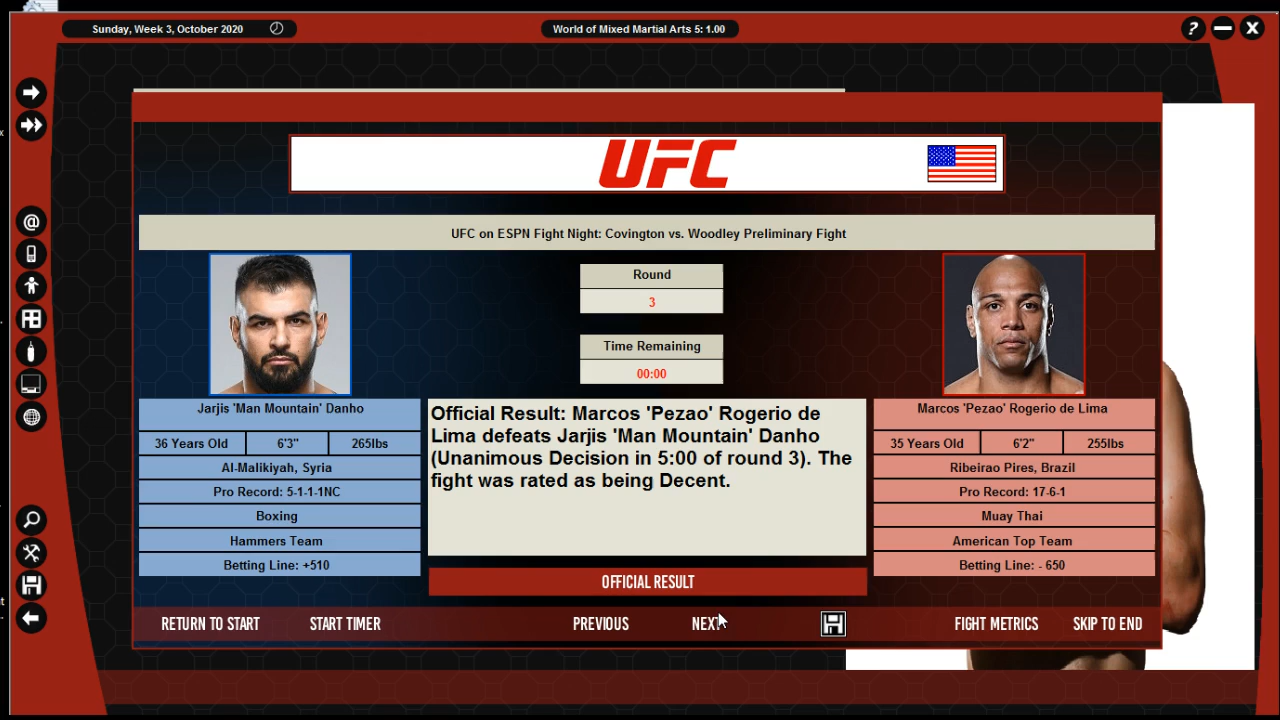 Sunday, Week 3, October 2020
World of Mixed Martial Arts 5: 1.00
?
X
@
UFC
UFC on ESPN Fight Night: Covington vs. Woodley Preliminary Fight
Round
3
Time Remaining
00:00
Jarjis 'Man Mountain' Danho
36 Years Old 6'3" 265lbs
Al-Malikiyah, Syria
Pro Record: 5-1-1-1NC
Boxing
Hammers Team
Betting Line: +510
Official Result: Marcos 'Pezao' Rogerio de
Lima defeats Jarjis 'Man Mountain' Danho
(Unanimous Decision in 5:00 of round 3). The
fight was rated as being Decent.
OFFICIAL RESULT
Marcos 'Pezao' Rogerio de Lima
35 Years Old 6'2" 255lbs
Ribeirao Pires, Brazil
Pro Record: 17-6-1
Muay Thai
American Top Team
Betting Line: - 650
RETURN TO START START TIMER PREVIOUS NEXT FIGHT METRICS SKIP TO END